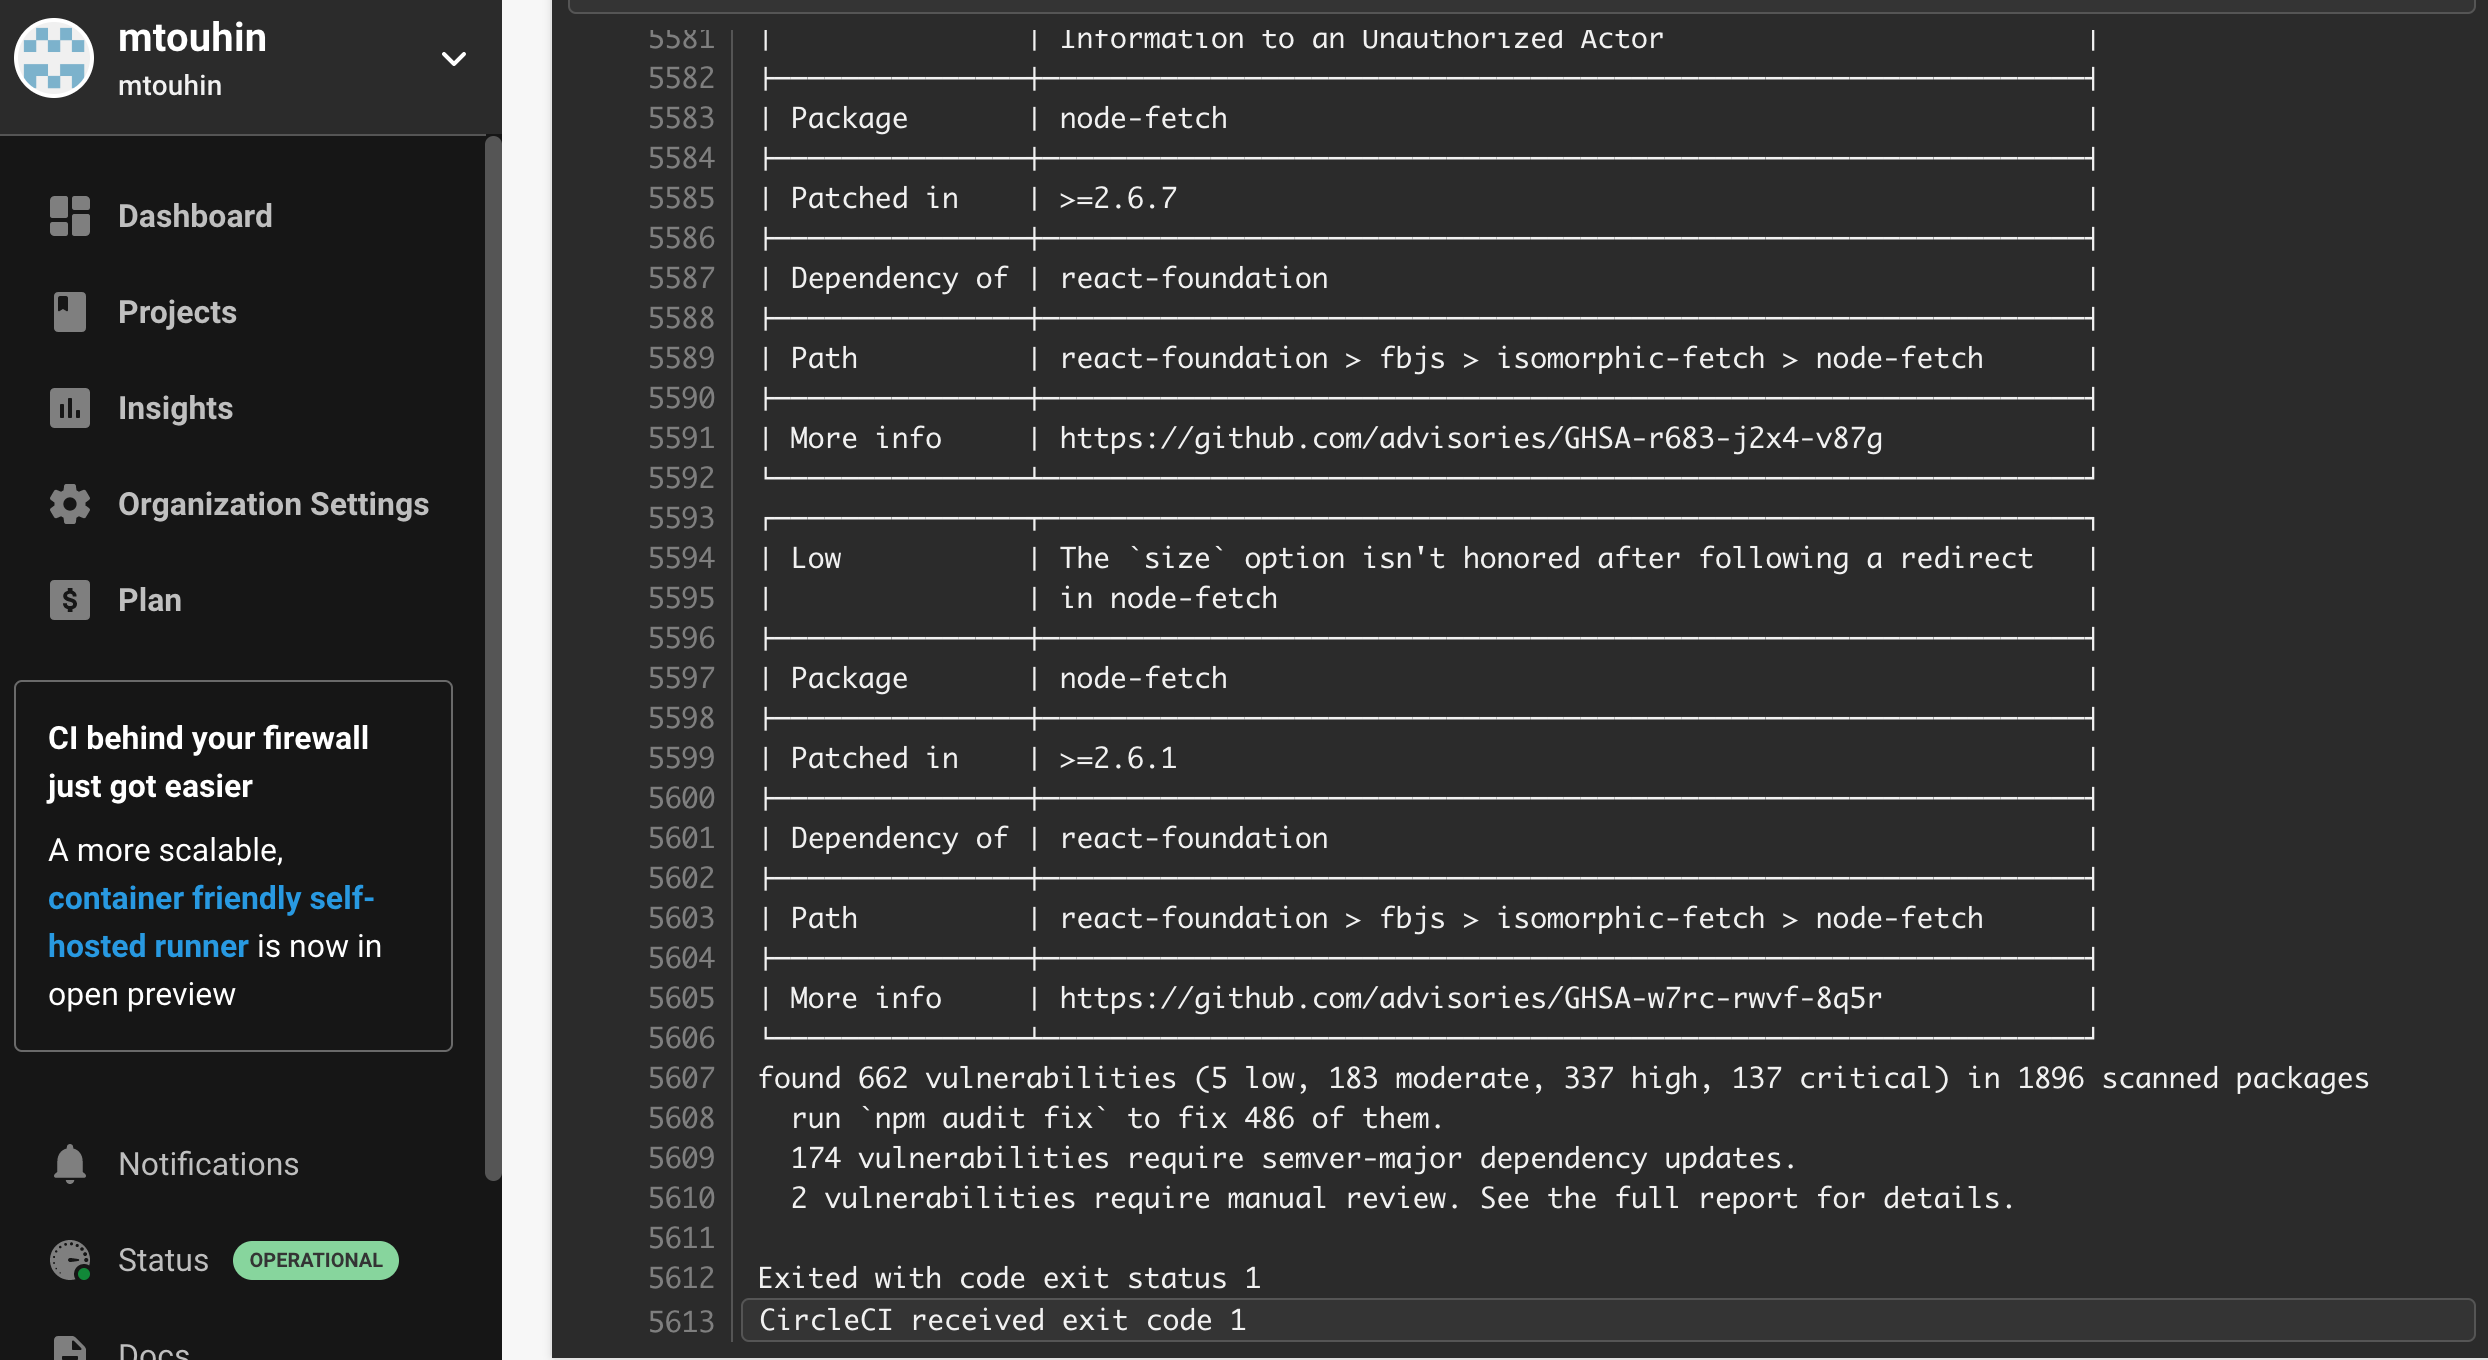 mtouhin
mtouhin
Dashboard
Projects
Insights
Organization Settings
Plan
CI behind your firewall
just got easier
A more scalable,
container friendly self-
hosted runner is now in
open preview
Notifications
Status OPERATIONAL
Docs
5581 | | Information to an Unauthorized Actor |
5582
5583 | Package | node-fetch |
5584
5585 | Patched in | >=2.6.7 |
5586
5587 | Dependency of | react-foundation |
5588
5589 | Path | react-foundation > fbjs > isomorphic-fetch > node-fetch |
5590
5591 | More info | https://github.com/advisories/GHSA-r683-j2x4-v87g |
5592
5593
5594 | Low | The `size` option isn't honored after following a redirect |
5595 | | in node-fetch |
5596
5597 | Package | node-fetch |
5598
5599 | Patched in | >=2.6.1 |
5600
5601 | Dependency of | react-foundation |
5602
5603 | Path | react-foundation > fbjs > isomorphic-fetch > node-fetch |
5604
5605 | More info | https://github.com/advisories/GHSA-w7rc-rwvf-8q5r |
5606
5607 found 662 vulnerabilities (5 low, 183 moderate, 337 high, 137 critical) in 1896 scanned packages
5608 run `npm audit fix` to fix 486 of them.
5609 174 vulnerabilities require semver-major dependency updates.
5610 2 vulnerabilities require manual review. See the full report for details.
5611
5612 Exited with code exit status 1
5613 CircleCI received exit code 1